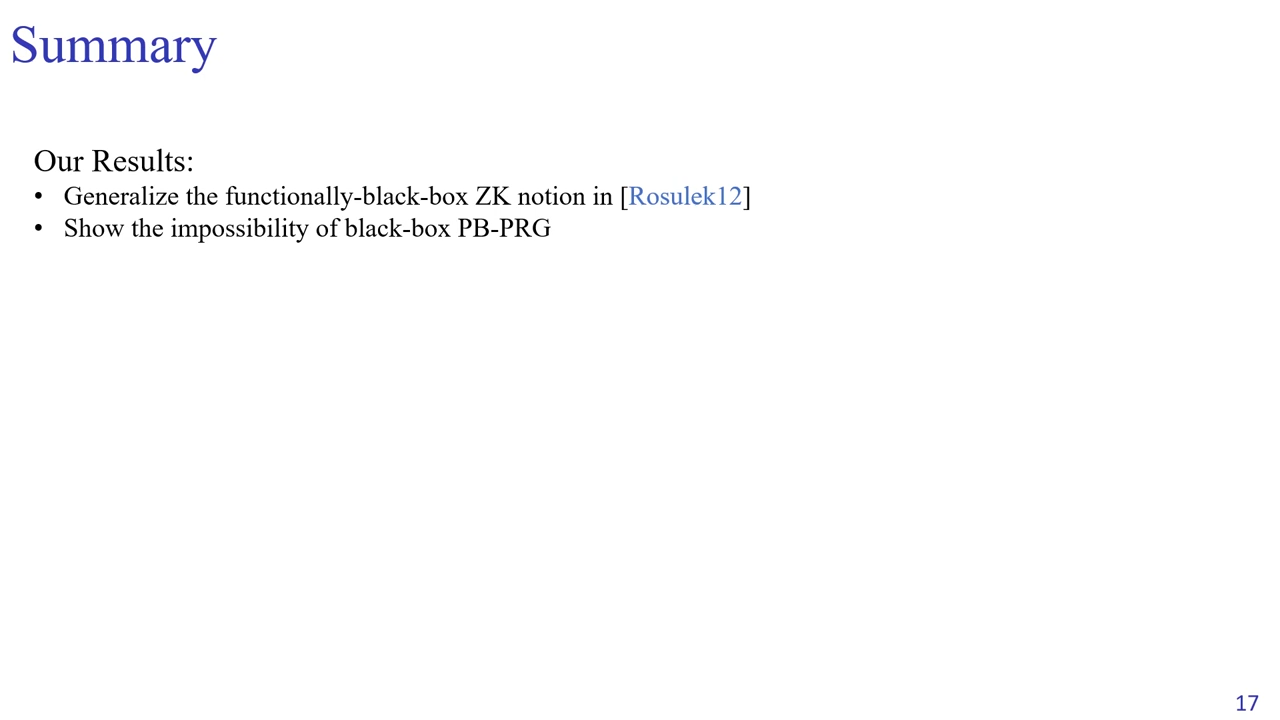 Summary
Our Results:
• Generalize the functionally-black-box ZK notion in [Rosulek12]
• Show the impossibility of black-box PB-PRG
17